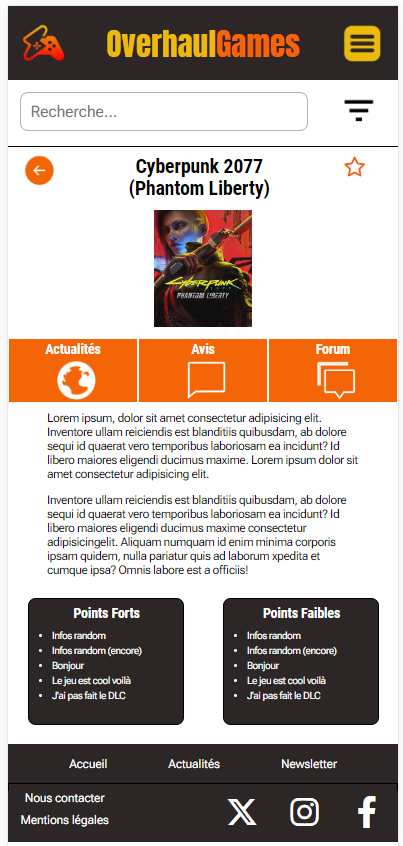 OverhaulGames
Recherche...
Cyberpunk 2077
(Phantom Liberty)
CYBERPUNK
PHANTOM LIBERTY
Actualités
Avis
Forum
Lorem ipsum, dolor sit amet consectetur adipisicing elit.
Inventore ullam reiciendis est blanditiis quibusdam, ab dolore
sequi id quaerat vero temporibus laboriosam ea incidunt? Id
libero maiores eligendi ducimus maxime. Lorem ipsum dolor sit
amet consectetur adipisicing elit.
Inventore ullam reiciendis est blanditiis quibusdam, ab dolore
sequi id quaerat vero temporibus laboriosam ea incidunt? Id
libero maiores eligendi ducimus maxime consectetur
adipisicingelit. Aliquam numquam id enim minima corporis
ipsam quidem, nulla pariatur quis ad laborum xpedita et
cumque ipsa? Omnis labore est a officiis!
Points Forts
• Infos random
• Infos random (encore)
• Bonjour
• Le jeu est cool voilà
• J'ai pas fait le DLC
Points Faibles
• Infos random
• Infos random (encore)
• Bonjour
• Le jeu est cool voilà
• J'ai pas fait le DLC
Accueil
Actualités
Newsletter
Nous contacter
Mentions légales